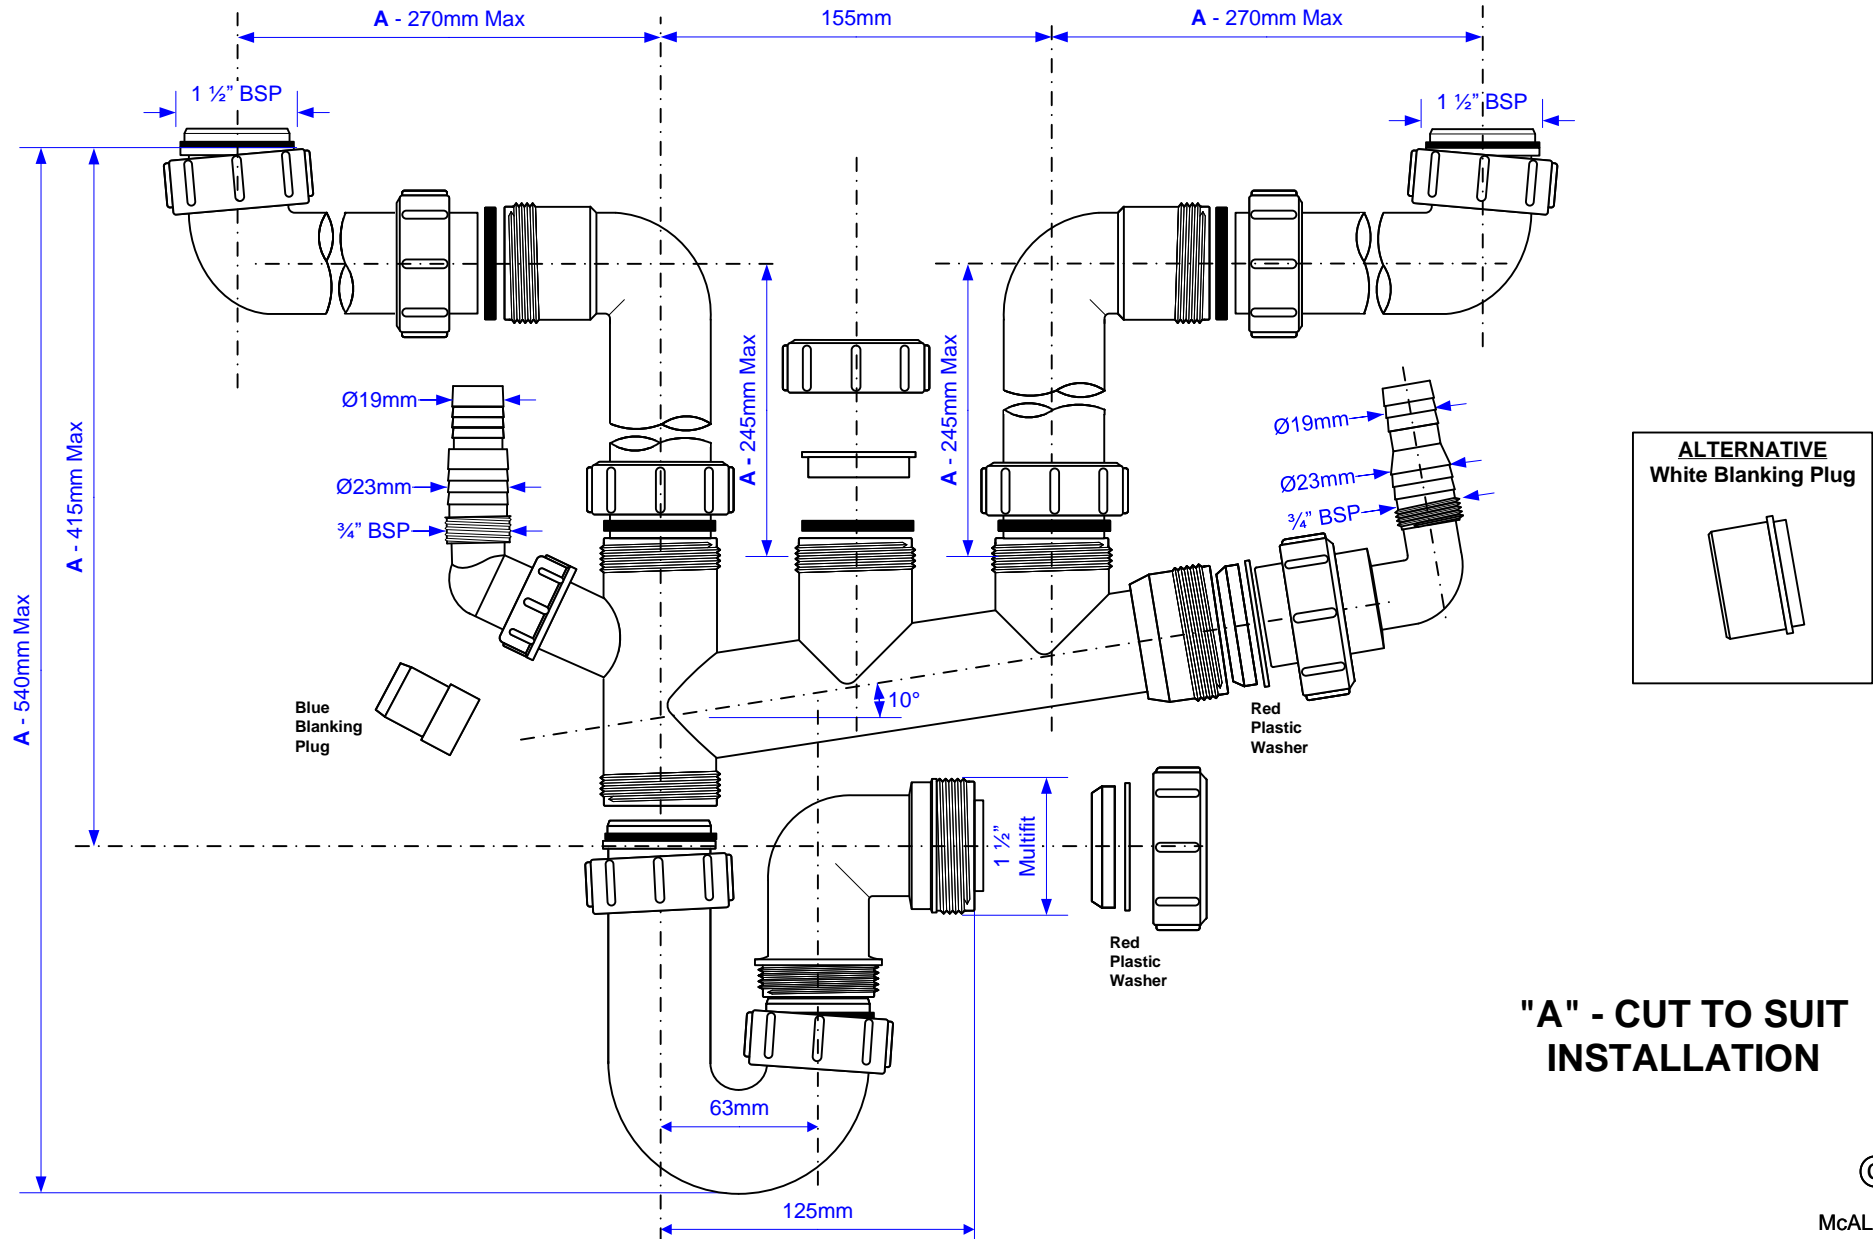 A - 270mm Max
155mm
A - 270mm Max
1 ½” BSP
1 ½” BSP
A - 415mm Max
A - 540mm Max
A - 245mm Max
A - 245mm Max
Ø19mm
Ø23mm
¾” BSP
Ø19mm
Ø23mm
¾” BSP
ALTERNATIVE
White Blanking Plug
Blue
Blanking
Plug
10°
Red
Plastic
Washer
1 ½”
Multifit
Red
Plastic
Washer
"A" - CUT TO SUIT
INSTALLATION
63mm
125mm
McAL